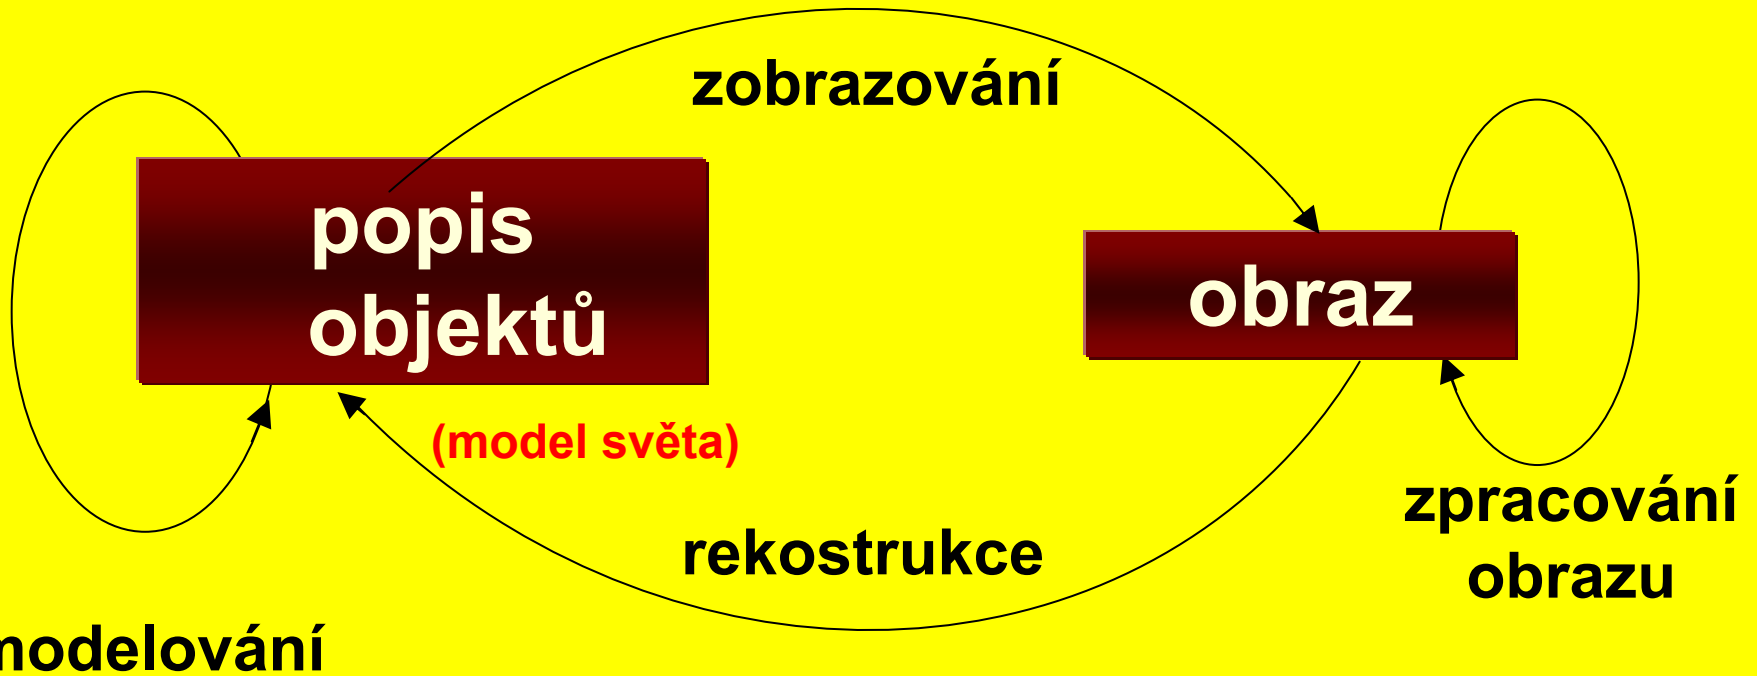 zobrazování
popis
objektů
obraz
(model světa)
zpracování
obrazu
rekostrukce
modelování